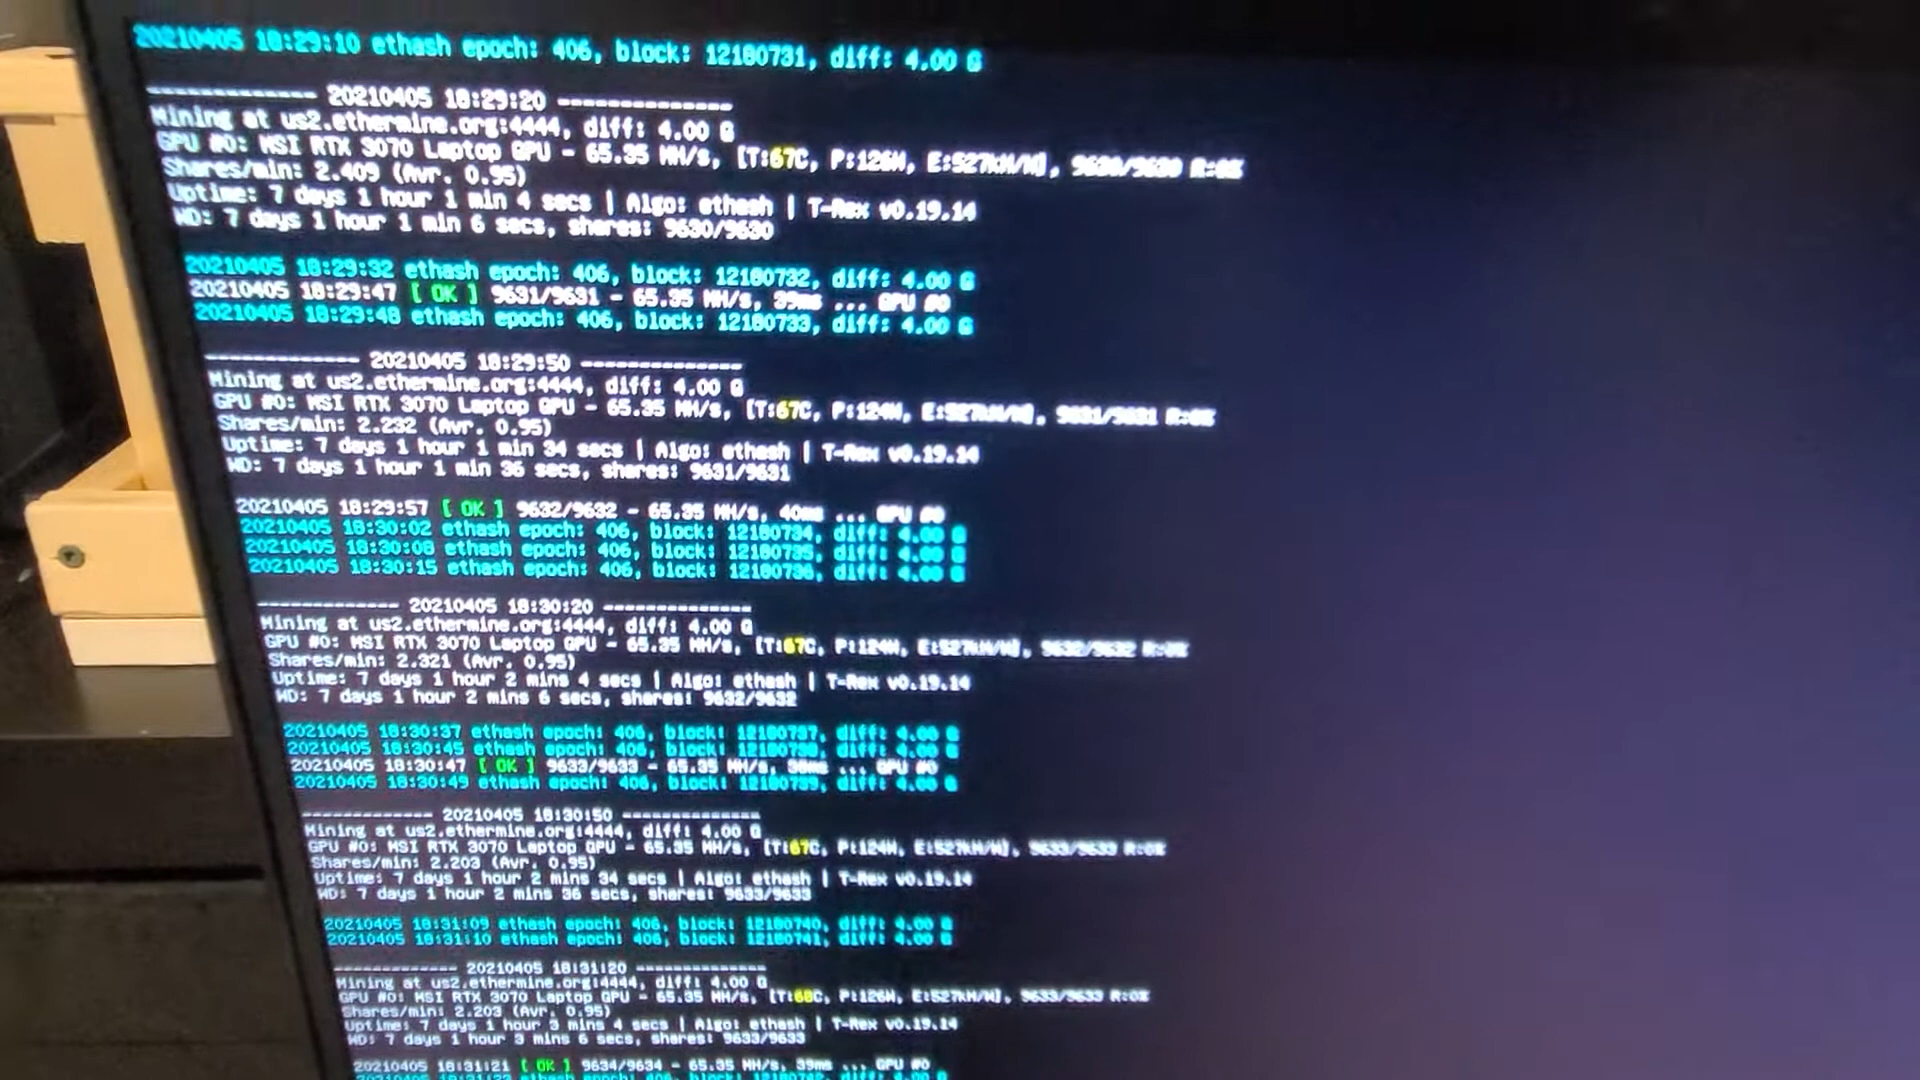 20210405 18:29:10 ethash epoch: 406, block: 12180731, diff: 4.00 G
------------- 20210405 18:29:20 --------------
Mining at us2.ethermine.org:4444, diff: 4.00 G
GPU #0: MSI RTX 3070 Laptop GPU - 65.35 MH/s, [T:67C, P:126W, E:527kH/W], 9630/9630 R:0%
Shares/min: 2.409 (Avr. 0.95)
Uptime: 7 days 1 hour 1 min 4 secs | Algo: ethash | T-Rex v0.19.14
WD: 7 days 1 hour 1 min 6 secs, shares: 9630/9630
20210405 18:29:32 ethash epoch: 406, block: 12180732, diff: 4.00 G
20210405 18:29:47 [ OK ] 9631/9631 - 65.35 MH/s, 39ms ... GPU #0
20210405 18:29:48 ethash epoch: 406, block: 12180733, diff: 4.00 G
------------- 20210405 18:29:50 --------------
Mining at us2.ethermine.org:4444, diff: 4.00 G
GPU #0: MSI RTX 3070 Laptop GPU - 65.35 MH/s, [T:67C, P:124W, E:527kH/W], 9631/9631 R:0%
Shares/min: 2.232 (Avr. 0.95)
Uptime: 7 days 1 hour 1 min 34 secs | Algo: ethash | T-Rex v0.19.14
WD: 7 days 1 hour 1 min 36 secs, shares: 9631/9631
20210405 18:29:57 [ OK ] 9632/9632 - 65.35 MH/s, 40ms ... GPU #0
20210405 18:30:02 ethash epoch: 406, block: 12180734, diff: 4.00 G
20210405 18:30:08 ethash epoch: 406, block: 12180735, diff: 4.00 G
20210405 18:30:15 ethash epoch: 406, block: 12180736, diff: 4.00 G
------------- 20210405 18:30:20 --------------
Mining at us2.ethermine.org:4444, diff: 4.00 G
GPU #0: MSI RTX 3070 Laptop GPU - 65.35 MH/s, [T:67C, P:124W, E:527kH/W], 9632/9632 R:0%
Shares/min: 2.321 (Avr. 0.95)
Uptime: 7 days 1 hour 2 mins 4 secs | Algo: ethash | T-Rex v0.19.14
WD: 7 days 1 hour 2 mins 6 secs, shares: 9632/9632
20210405 18:30:37 ethash epoch: 406, block: 12180737, diff: 4.00 G
20210405 18:30:45 ethash epoch: 406, block: 12180738, diff: 4.00 G
20210405 18:30:47 [ OK ] 9633/9633 - 65.35 MH/s, ... GPU #0
20210405 18:30:49 ethash epoch: 406, block: 12180739, diff: 4.00 G
------------- 20210405 18:30:50 --------------
Mining at us2.ethermine.org:4444, diff: 4.00 G
GPU #0: MSI RTX 3070 Laptop GPU - 65.35 MH/s, [T:67C, P:124W, E:527kH/W], 9633/9633 R:0%
Shares/min: 2.203 (Avr. 0.95)
Uptime: 7 days 1 hour 2 mins 34 secs | Algo: ethash | T-Rex v0.19.14
WD: 7 days 1 hour 2 mins 36 secs, shares: 9633/9633
20210405 18:31:09 ethash epoch: 406, block: 12180740, diff: 4.00 G
20210405 18:31:10 ethash epoch: 406, block: 12180741, diff: 4.00 G
------------- 20210405 18:31:20 --------------
Mining at us2.ethermine.org:4444, diff: 4.00 G
GPU #0: MSI RTX 3070 Laptop GPU - 65.35 MH/s, [T:68C, P:126W, E:527kH/W], 9633/9633 R:0%
Shares/min: 2.203 (Avr. 0.95)
Uptime: 7 days 1 hour 3 mins 4 secs | Algo: ethash | T-Rex v0.19.14
WD: 7 days 1 hour 3 mins 6 secs, shares: 9633/9633
20210405 18:31:21 [ OK ] 9634/9634 - 65.35 MH/s, 39ms ... GPU #0